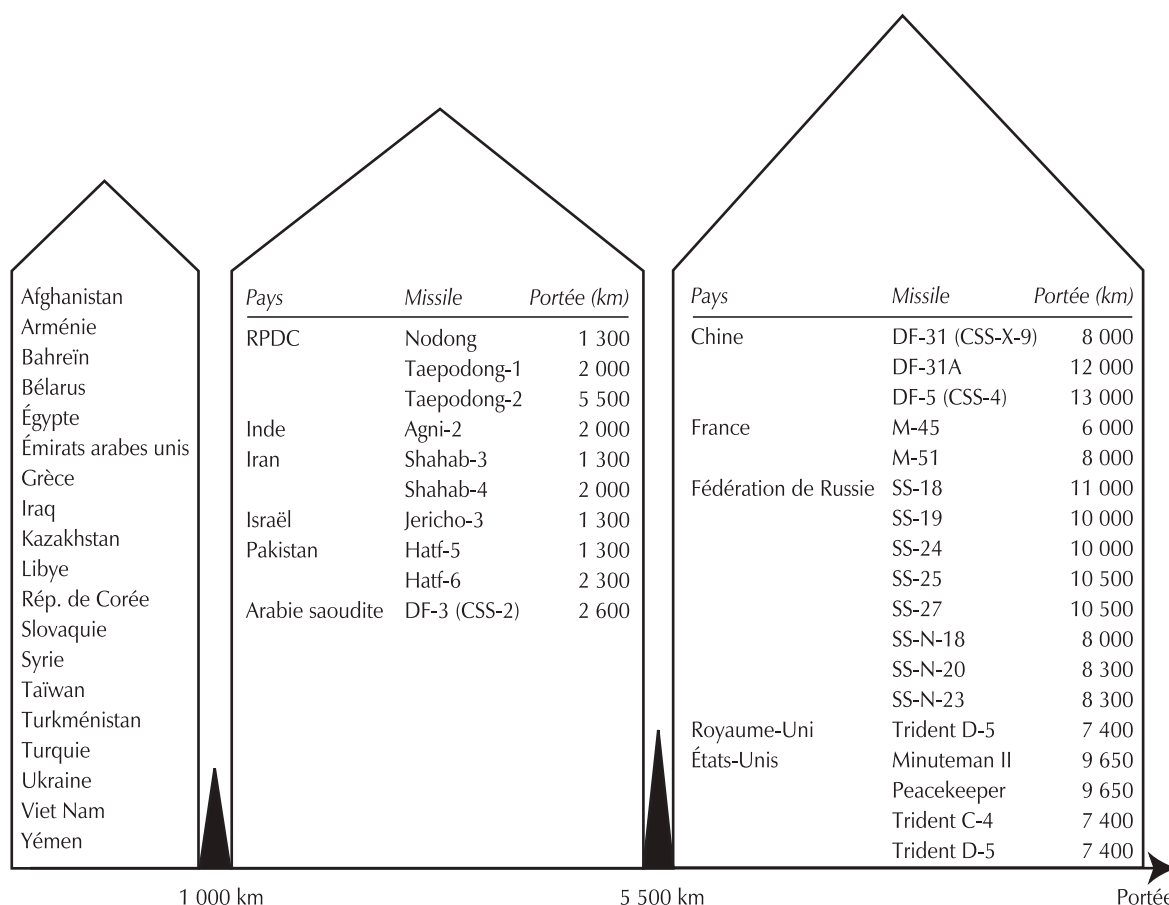 Afghanistan
Arménie
Bahreïn
Bélarus
Égypte
Émirats arabes unis
Grèce
Iraq
Kazakhstan
Libye
Rép. de Corée
Slovaquie
Syrie
Taïwan
Turkménistan
Turquie
Ukraine
Viet Nam
Yémen
Pays Missile Portée (km)
RPDC Nodong 1 300
Taepodong-1 2 000
Taepodong-2 5 500
Inde Agni-2 2 000
Iran Shahab-3 1 300
Shahab-4 2 000
Israël Jericho-3 1 300
Pakistan Hatf-5 1 300
Hatf-6 2 300
Arabie saoudite DF-3 (CSS-2) 2 600
Pays Missile Portée (km)
Chine DF-31 (CSS-X-9) 8 000
DF-31A 12 000
DF-5 (CSS-4) 13 000
France M-45 6 000
M-51 8 000
Fédération de Russie SS-18 11 000
SS-19 10 000
SS-24 10 000
SS-25 10 500
SS-27 10 500
SS-N-18 8 000
SS-N-20 8 300
SS-N-23 8 300
Royaume-Uni Trident D-5 7 400
États-Unis Minuteman II 9 650
Peacekeeper 9 650
Trident C-4 7 400
Trident D-5 7 400
1 000 km 5 500 km Portée